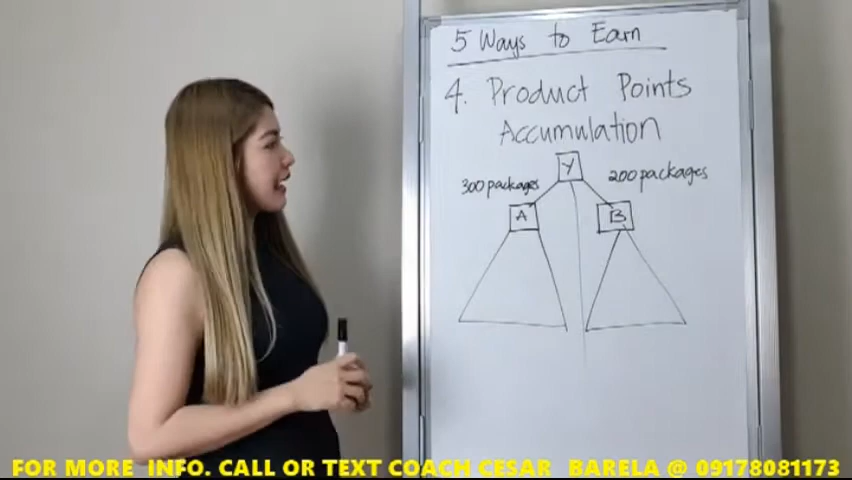 5 Ways to Earn
4. Product Points
Accumulation
Y
300 packages 200 packages
A B
FOR MORE INFO. CALL OR TEXT COACH CESAR BARELA @ 09178081173